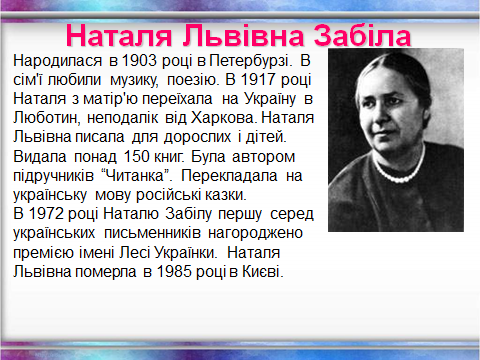 Наталя Львівна Забіла
Народилася в 1903 році в Петербурзі. В
сім'ї любили музику, поезію. В 1917 році
Наталя з матір'ю переїхала на Україну в
Люботин, неподалік від Харкова. Наталя
Львівна писала для дорослих і дітей.
Видала понад 150 книг. Була автором
підручників “Читанка”. Перекладала на
українську мову російські казки.
В 1972 році Наталю Забілу першу серед
українських письменників нагороджено
премією імені Лесі Українки. Наталя
Львівна померла в 1985 році в Києві.